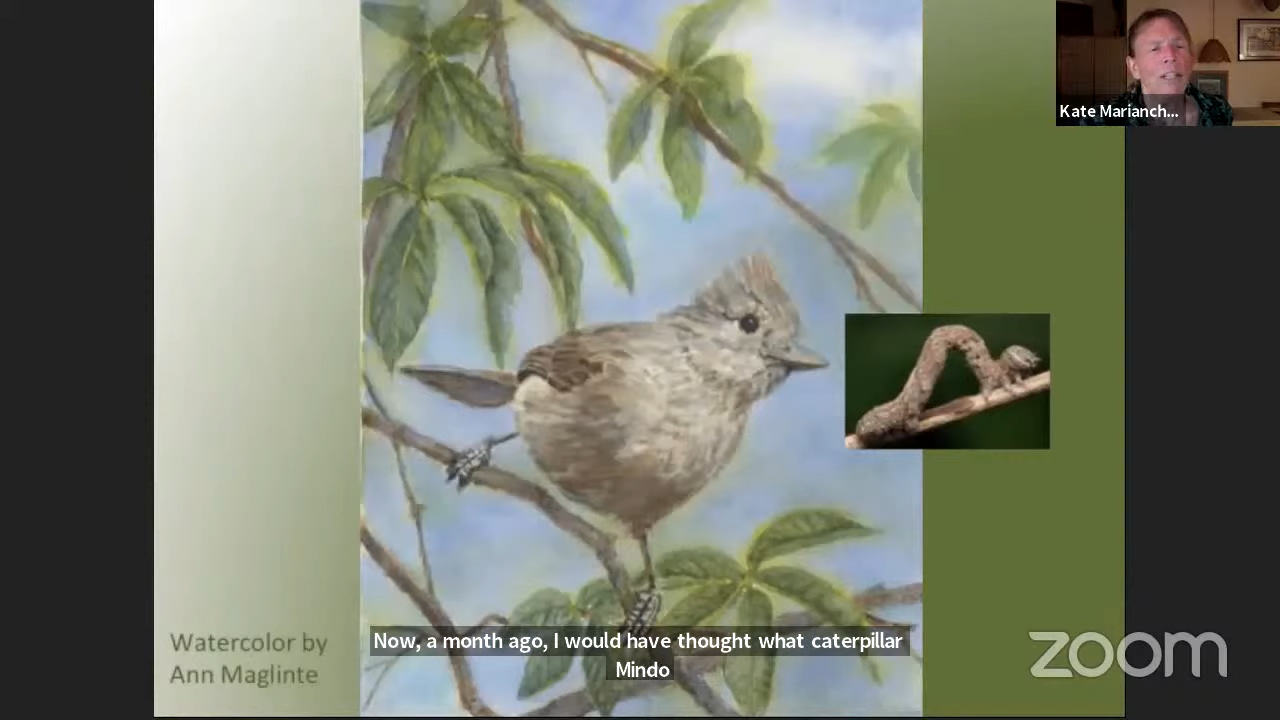 Kate Marianch...
Watercolor by
Ann Maglinte
Now, a month ago, I would have thought what caterpillar
Mindo
zoom